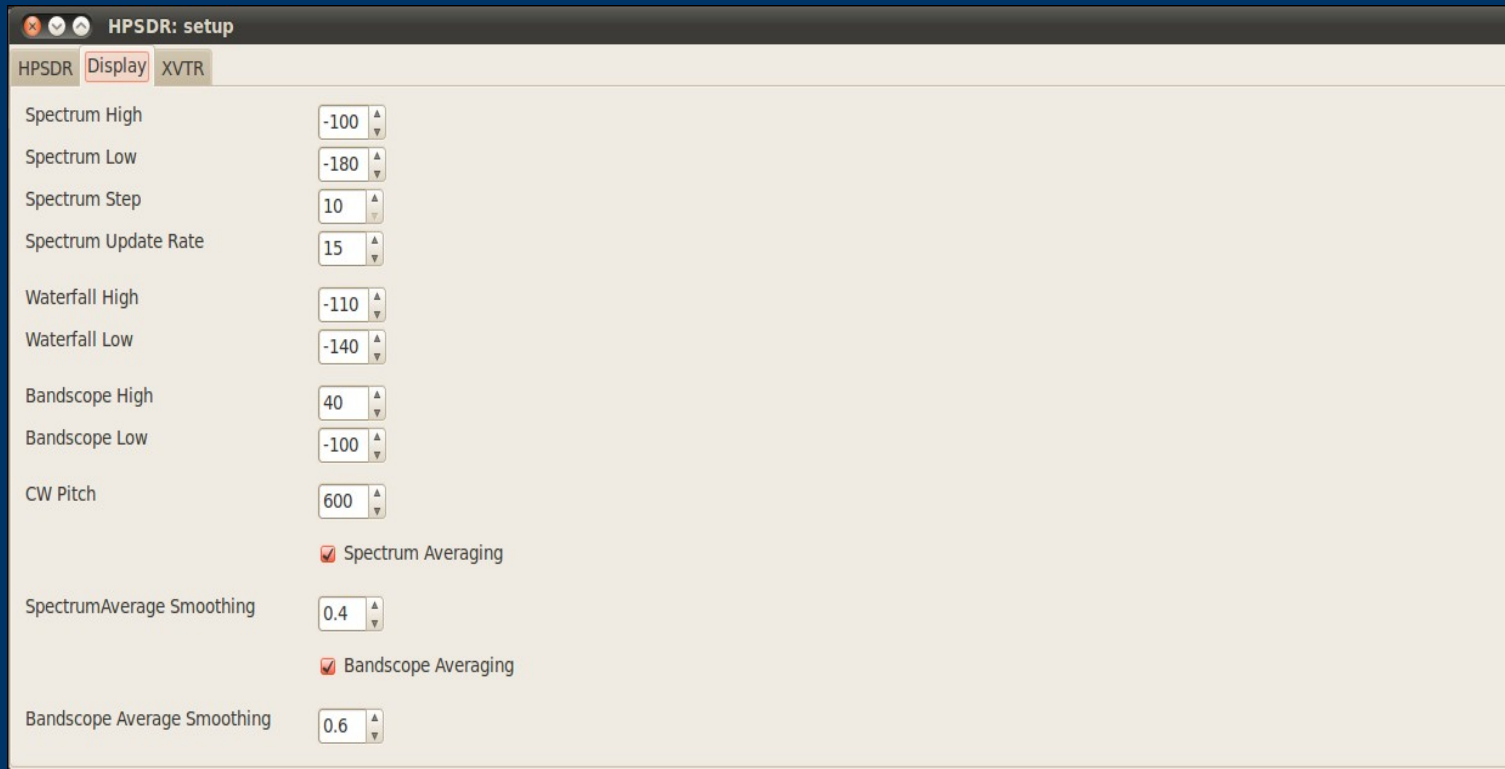 HPSDR: setup
HPSDR Display XVTR
Spectrum High -100
Spectrum Low -180
Spectrum Step 10
Spectrum Update Rate 15
Waterfall High -110
Waterfall Low -140
Bandscope High 40
Bandscope Low -100
CW Pitch 600
Spectrum Averaging
SpectrumAverage Smoothing 0.4
Bandscope Averaging
Bandscope Average Smoothing 0.6